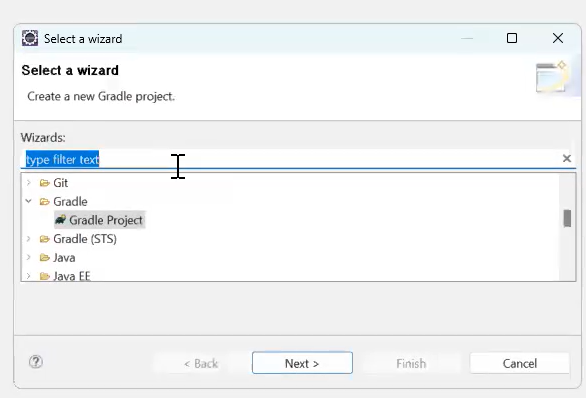 Select a wizard
Select a wizard
Create a new Gradle project.
Wizards:
type filter text
Git
Gradle
Gradle Project
Gradle (STS)
Java
Java EE
< Back
Next >
Finish
Cancel